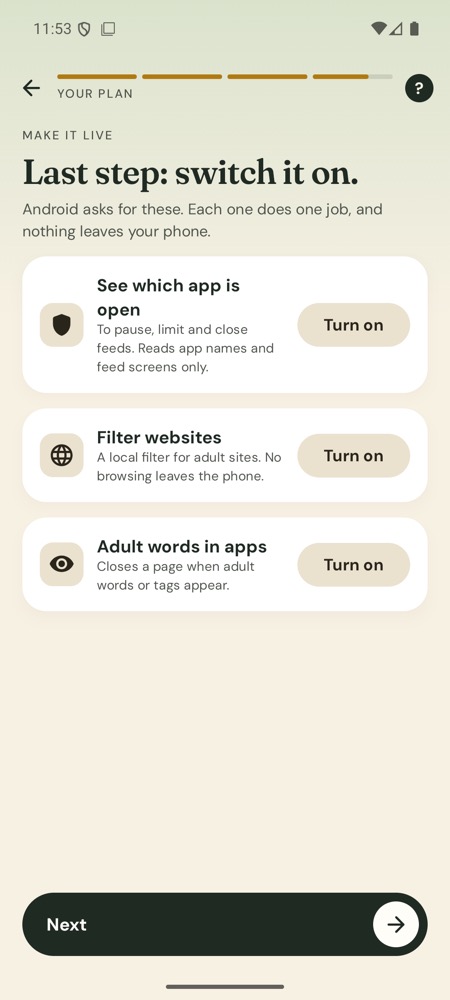 11:53
YOUR PLAN
?
MAKE IT LIVE
Last step: switch it on.
Android asks for these. Each one does one job, and
nothing leaves your phone.
See which app is
open
To pause, limit and close
feeds. Reads app names and
feed screens only.
Turn on
Filter websites
A local filter for adult sites. No
browsing leaves the phone.
Turn on
Adult words in apps
Closes a page when adult
words or tags appear.
Turn on
Next